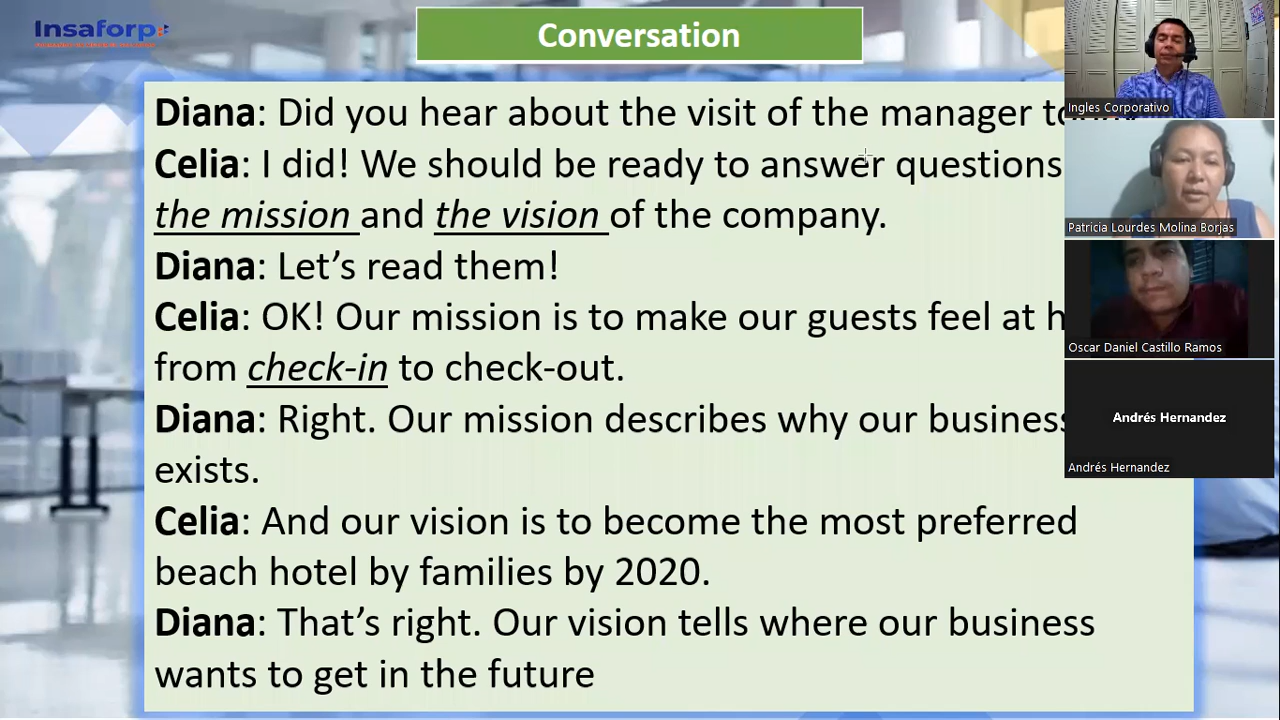 Insaforp
Conversation
Diana: Did you hear about the visit of the manager
Celia: I did! We should be ready to answer questions
the mission and the vision of the company.
Diana: Let's read them!
Celia: OK! Our mission is to make our guests feel at
from check-in to check-out.
Diana: Right. Our mission describes why our business
exists.
Celia: And our vision is to become the most preferred
beach hotel by families by 2020.
Diana: That's right. Our vision tells where our business
wants to get in the future
Ingles Corporativo
Patricia Lourdes Molina Borjas
Oscar Daniel Castillo Ramos
Andrés Hernandez
Andrés Hernandez